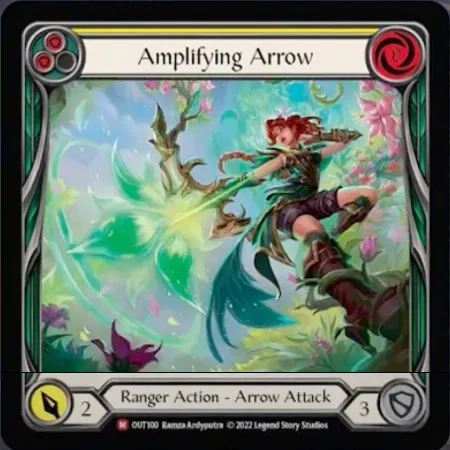 Amplifying Arrow
2
Ranger Action - Arrow Attack
3
M OUT100 Ramza Ardyputra © 2022 Legend Story Studios